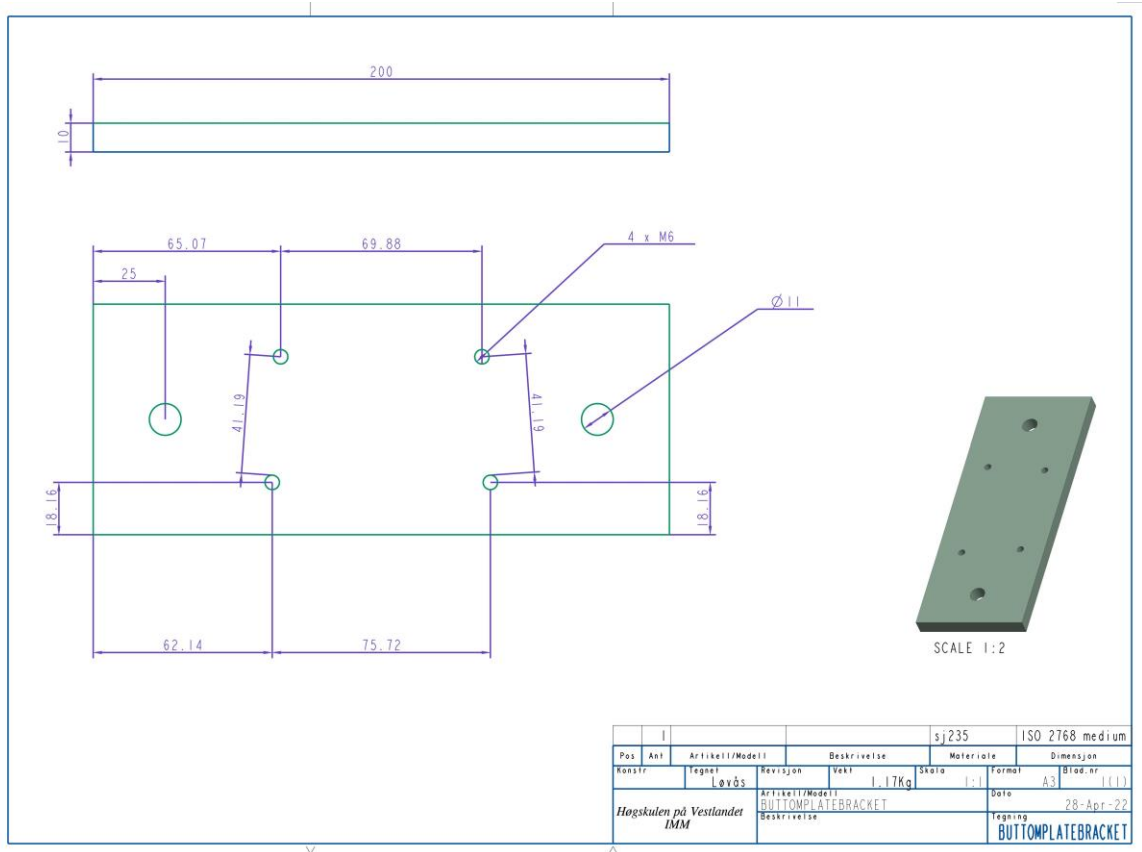 200
10
65.07
69.88
4 x M6
25
Ø11
41.19
41.19
18.16
18.16
62.14
75.72
SCALE 1:2
1 sj235 ISO 2768 medium
Pos Ant Artikell/Modell Beskrivelse Materiale Dimensjon
Konstr Tegnet Revisjon Vekt Skala Format Blad.nr
Løvås 1.17Kg 1:1 A3 1(1)
Høgskulen på Vestlandet
IMM
Artikell/Modell
BUTTOMPLATEBRACKET
Beskrivelse
Dato
28-Apr-22
Tegning
BUTTOMPLATEBRACKET